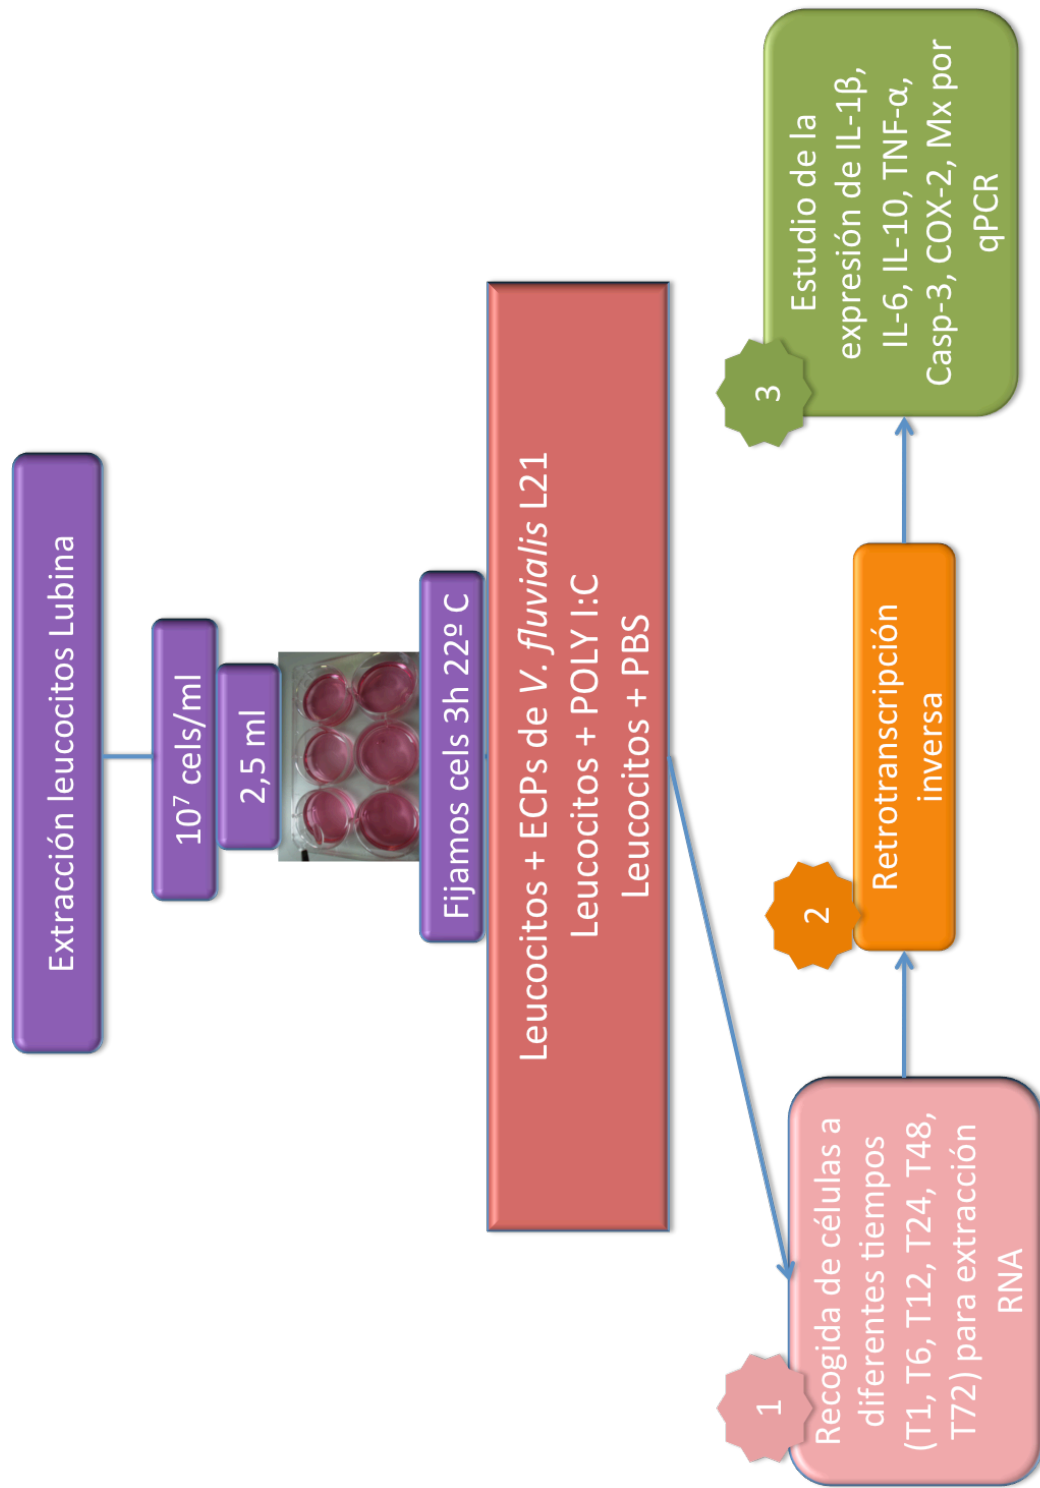 Extracción leucocitos Lubina
10⁷ cels/ml
2,5 ml
Fijamos cels 3h 22º C
Leucocitos + ECPs de V. fluvialis L21
Leucocitos + POLY I:C
Leucocitos + PBS
1
Recogida de células a
diferentes tiempos
(T1, T6, T12, T24, T48,
T72) para extracción
RNA
2
Retrotranscripción
inversa
3
Estudio de la
expresión de IL-1β,
IL-6, IL-10, TNF-α,
Casp-3, COX-2, Mx por
qPCR